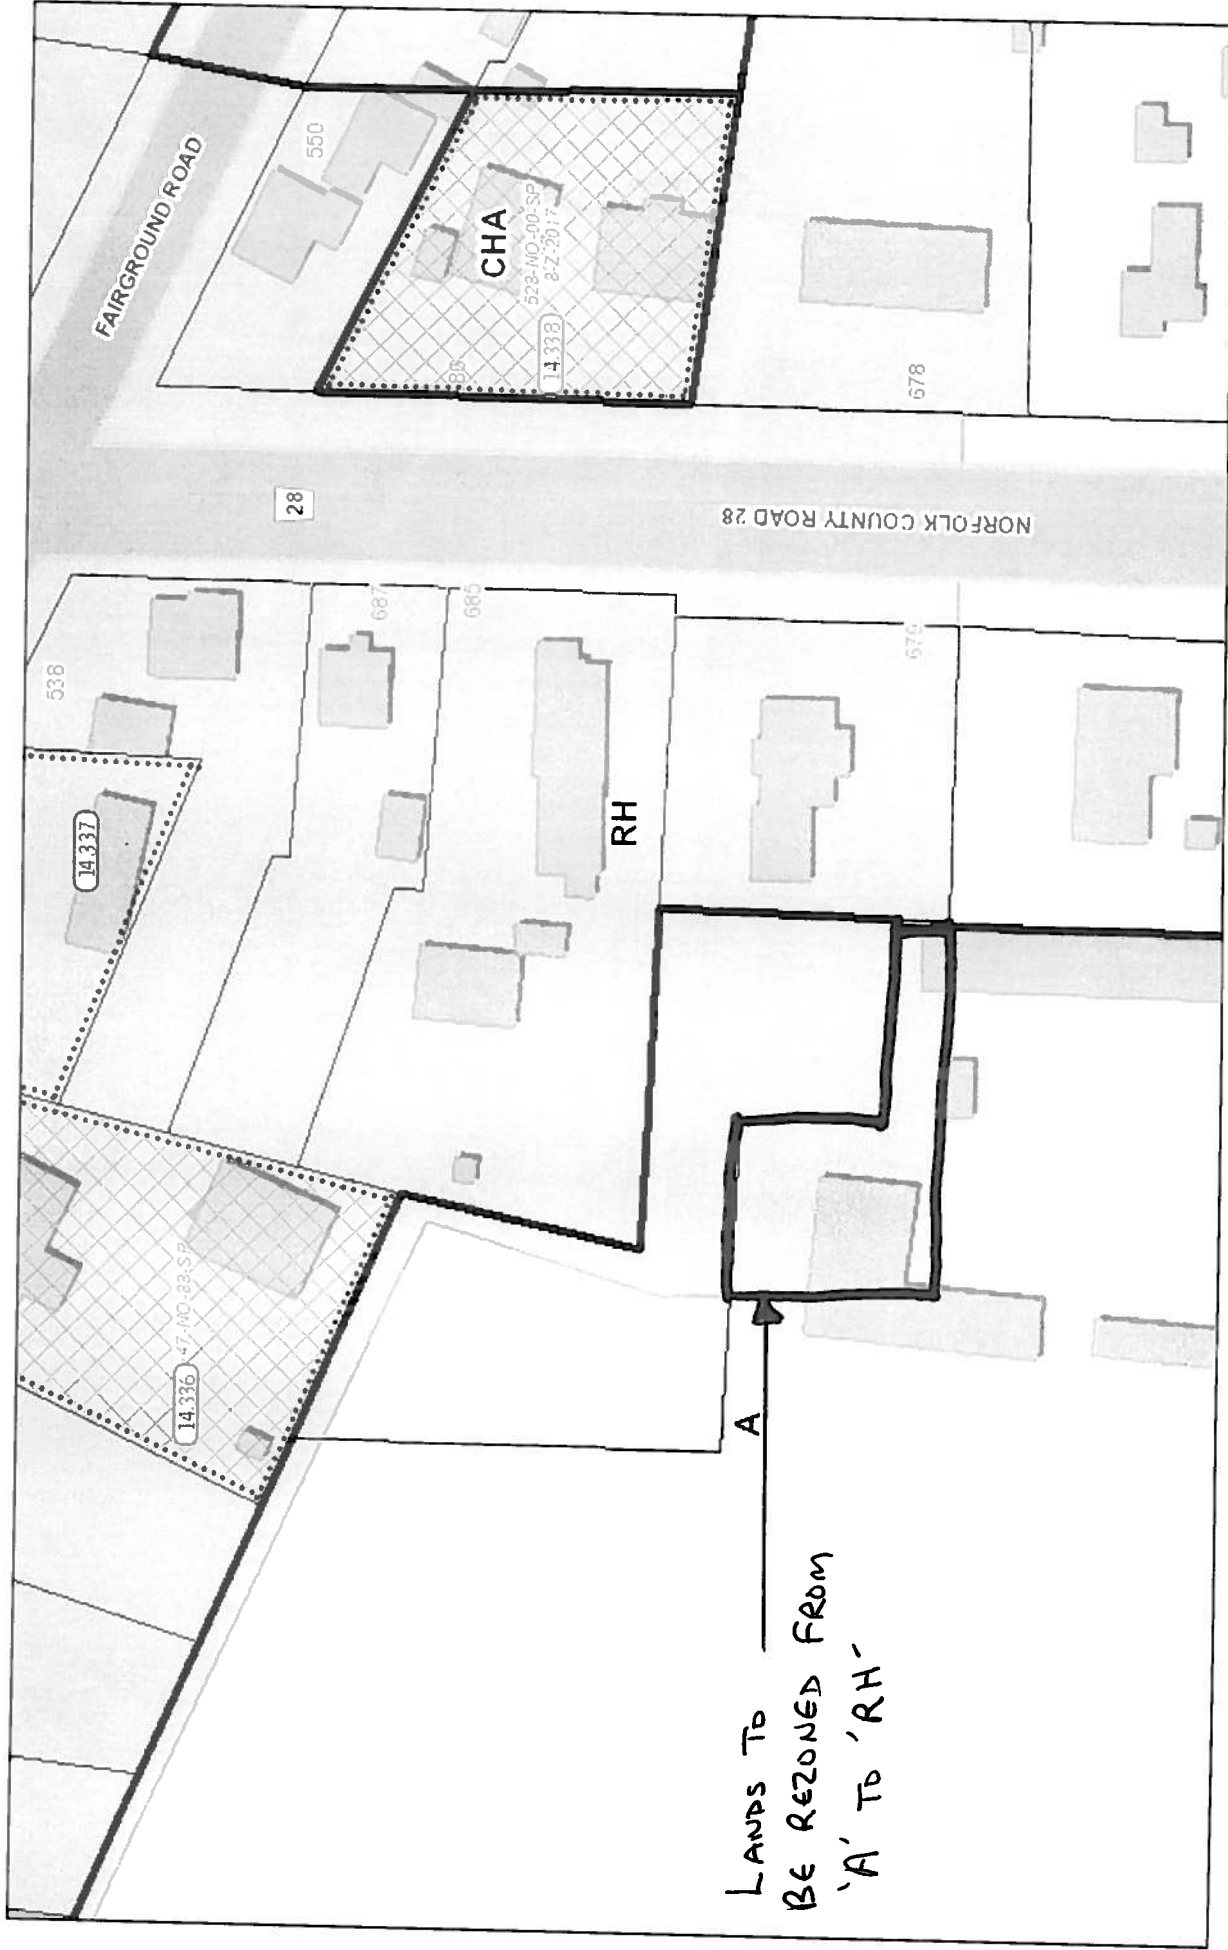 FAIRGROUND ROAD
550
538
28
CHA
528-NO-00-SP
8-Z-2017
14.338
687
685
14.337
RH
678
679
NORFOLK COUNTY ROAD 28
14.336
47-NO-83-SP
A
LANDS TO
BE REZONED FROM
'A' TO 'RH'